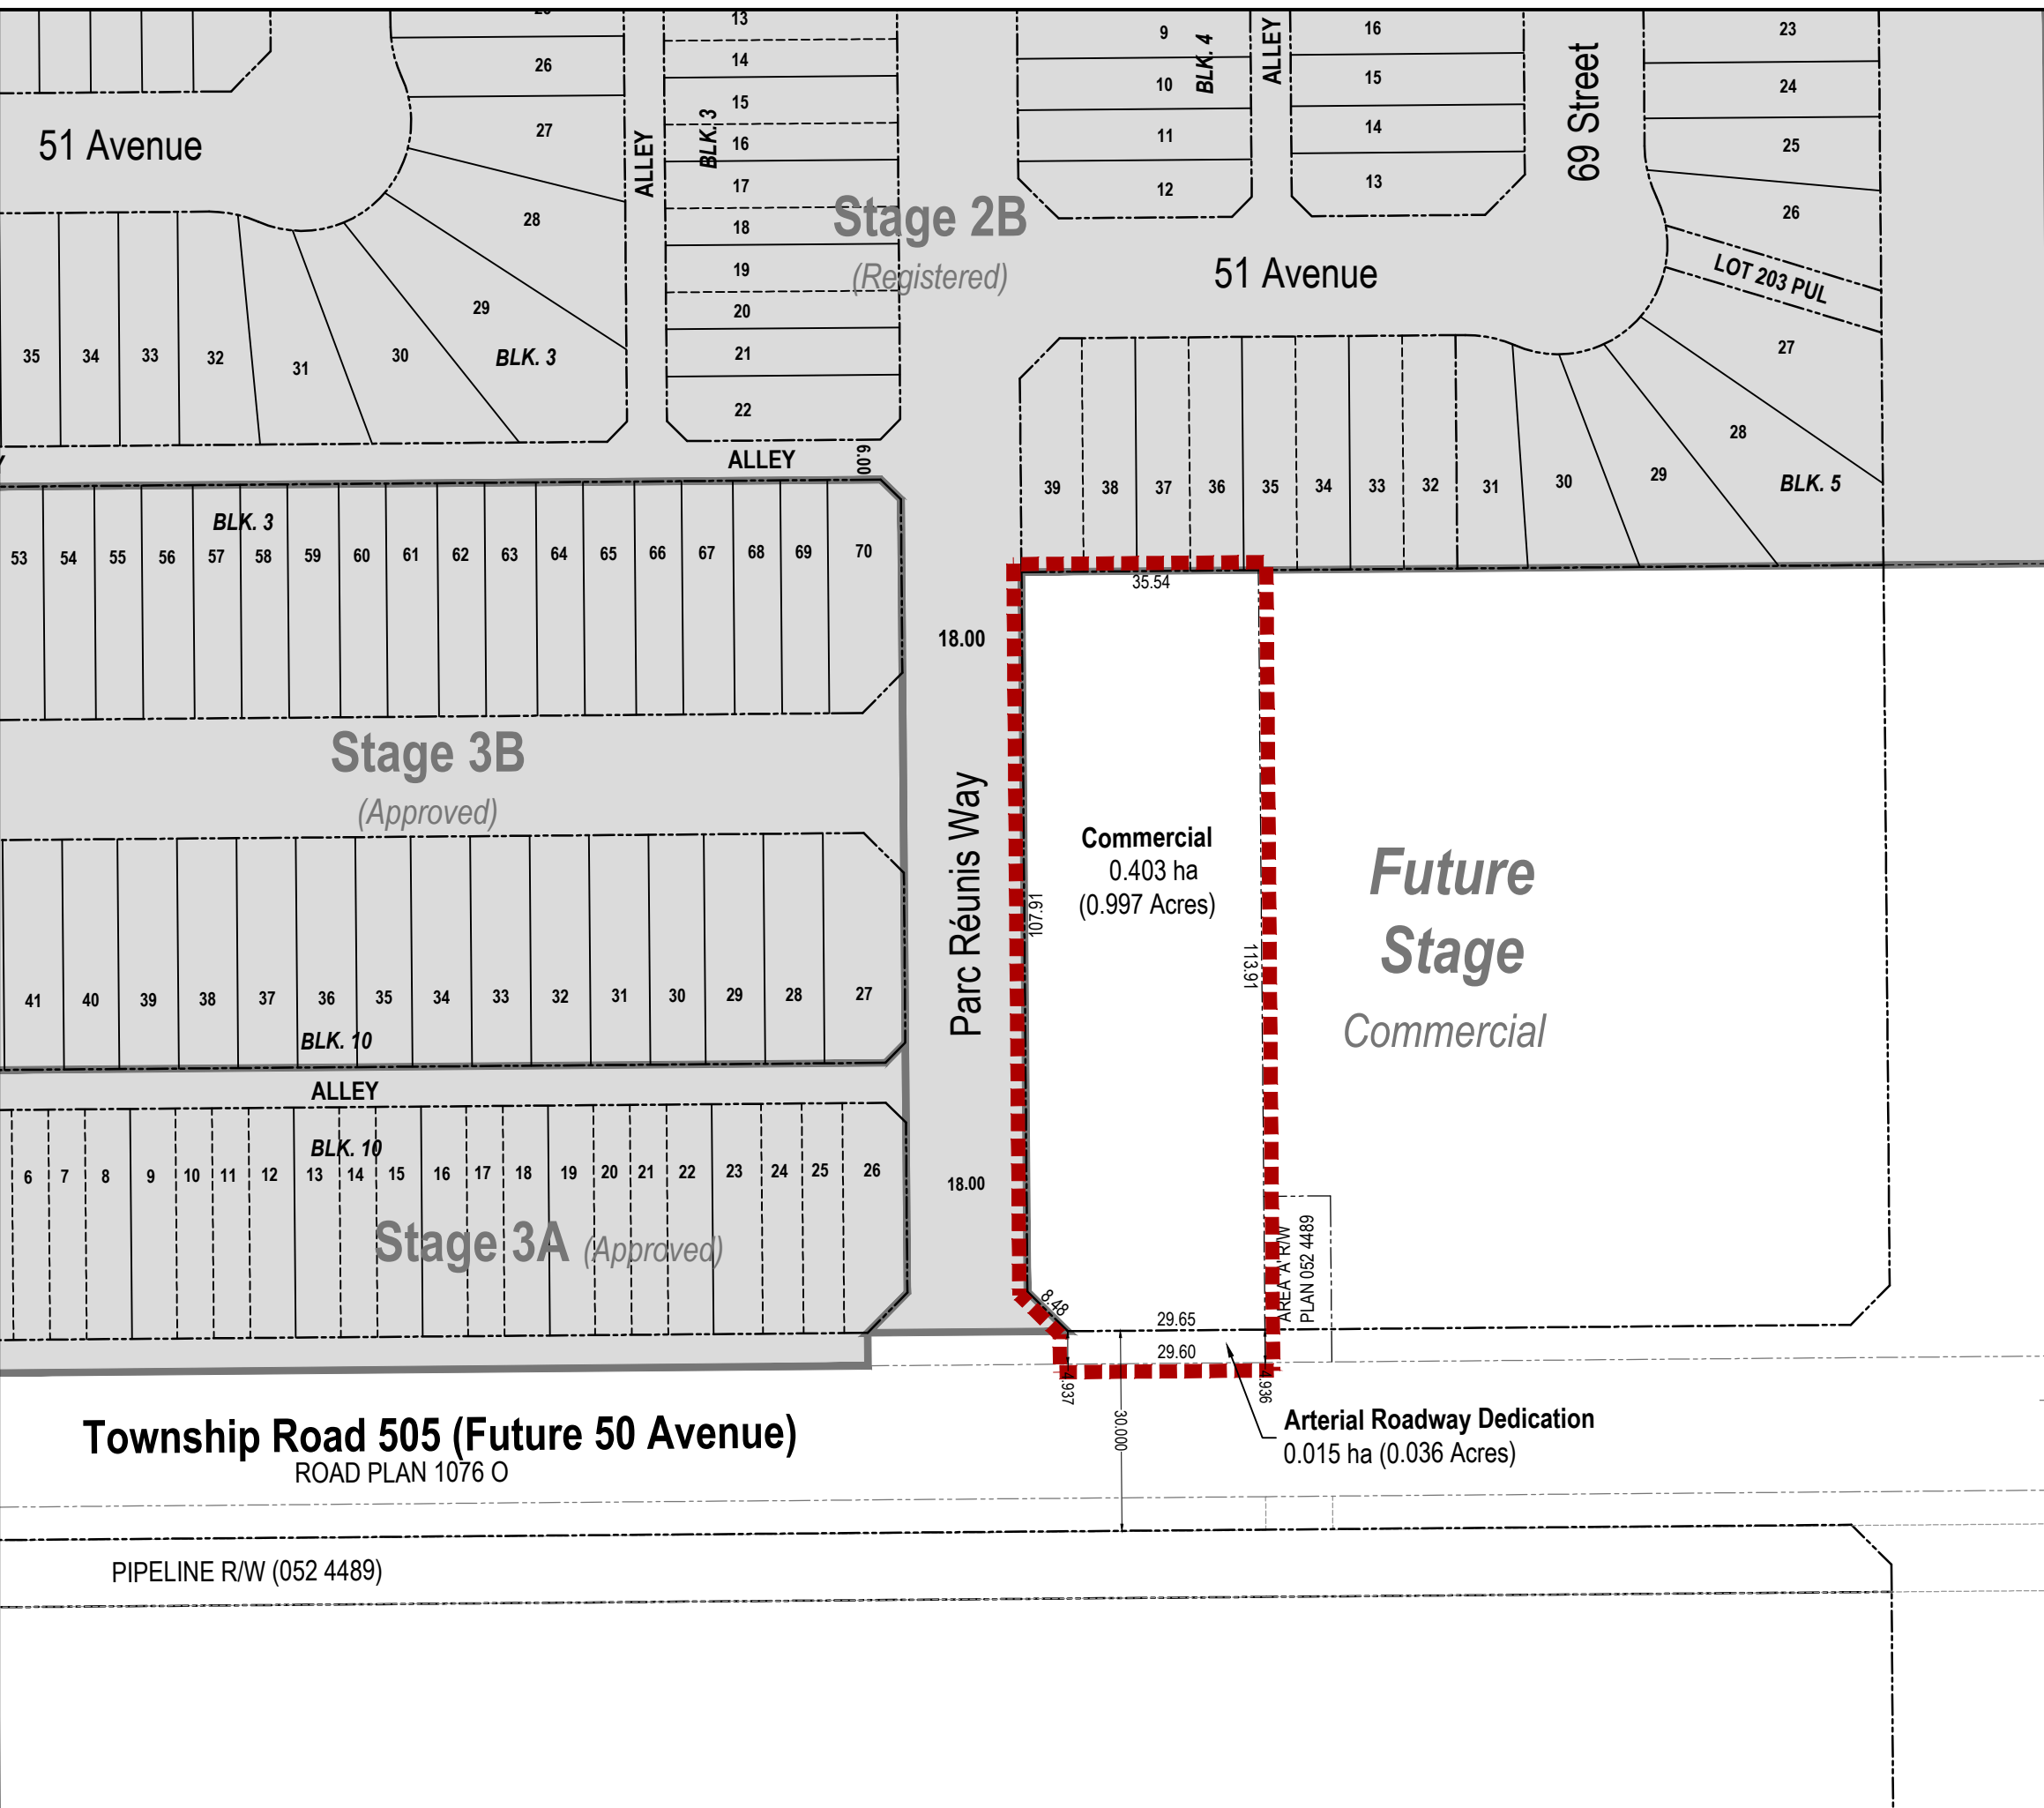 13
14
15
16
17
18
19
20
21
22
BLK. 3
ALLEY
26
27
28
29
30
31
32
33
34
35
BLK. 3
51 Avenue
9
10
11
12
BLK. 4
ALLEY
16
15
14
13
69 Street
23
24
25
26
LOT 203 PUL
27
28
29
30
31
32
33
34
35
36
37
38
39
BLK. 5
51 Avenue
Stage 2B
(Registered)
ALLEY
6.00
BLK. 3
53 54 55 56 57 58 59 60 61 62 63 64 65 66 67 68 69 70
35.54
18.00
Stage 3B
(Approved)
Parc Réunis Way
Commercial
0.403 ha
(0.997 Acres)
107.91
113.91
Future
Stage
Commercial
41 40 39 38 37 36 35 34 33 32 31 30 29 28 27
BLK. 10
ALLEY
BLK. 10
6 7 8 9 10 11 12 13 14 15 16 17 18 19 20 21 22 23 24 25 26
18.00
Stage 3A (Approved)
AREA 'A' R/W
PLAN 052 4489
8.48
29.65
29.60
4.937
4.936
30.000
Arterial Roadway Dedication
0.015 ha (0.036 Acres)
Township Road 505 (Future 50 Avenue)
ROAD PLAN 1076 O
PIPELINE R/W (052 4489)